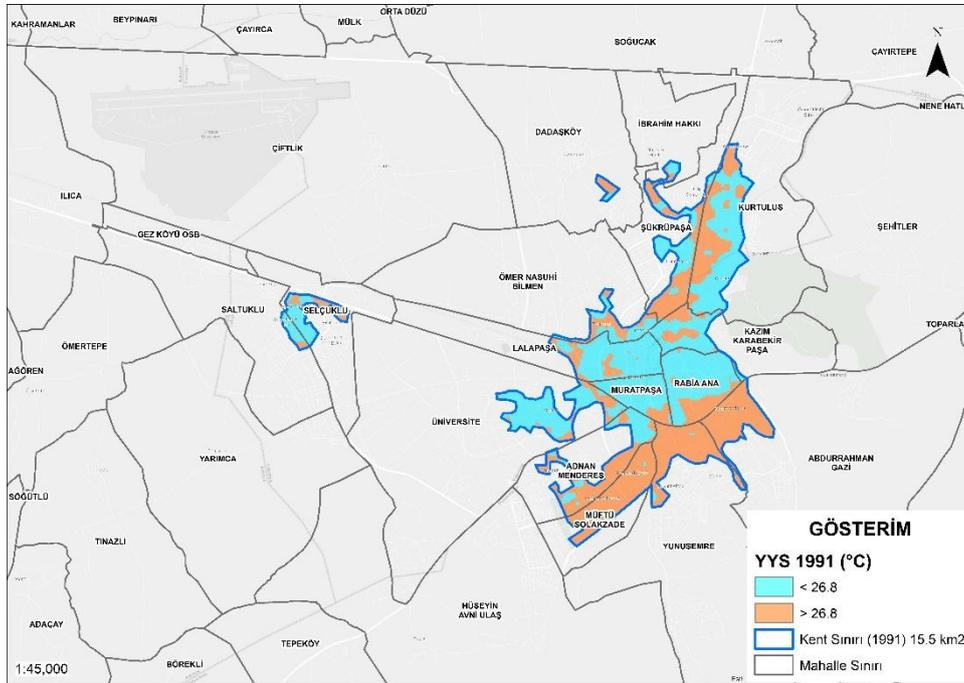 KAHRAMANLAR
BEYPINARI
ÇAYIRCA
MÜLK
ORTA DÜZÜ
SOĞUCAK
ÇAYIRTEPE
N
NENE HATU
İBRAHİM HAKKI
DADAŞKÖY
ÇİFTLİK
ILICA
KURTULUŞ
ŞEHİTLER
ŞÜKRÜPAŞA
GEZ KÖYÜ OSB
ÖMER NASUHİ
BİLMEN
SALTUKLU
SELÇUKLU
TOPARLA
KAZIM
KARABEKİR
PAŞA
ÖMERTEPE
LALAPAŞA
AĞÖREN
MURATPAŞA
RABİA ANA
ÜNİVERSİTE
YARIMCA
ADNAN
MENDERES
ABDURRAHMAN
GAZİ
SÖĞÜTLÜ
MÜFTÜ
SOLAKZADE
TINAZLI
YUNUSEMRE
HÜSEYİN
AVNİ ULAŞ
ADAÇAY
TEPEKÖY
BÖREKLİ
1:45,000
GÖSTERİM
YYS 1991 (°C)
< 26.8
> 26.8
Kent Sınırı (1991) 15.5 km2
Mahalle Sınırı